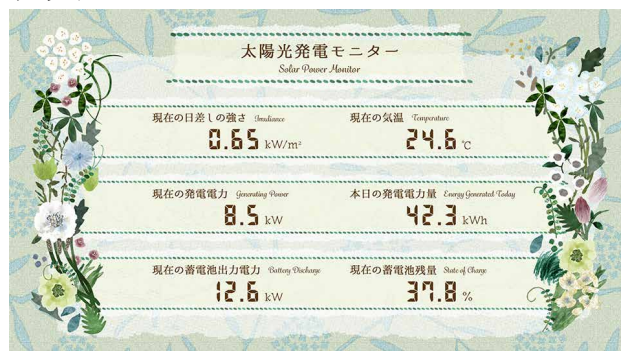 太陽光発電モニター
Solar Power Monitor
現在の日差しの強さ Irradiance
0.65 kW/m²
現在の気温 Temperature
24.6 ℃
現在の発電電力 Generating Power
8.5 kW
本日の発電電力量 Energy Generated Today
42.3 kWh
現在の蓄電池出力電力 Battery Discharge
12.6 kW
現在の蓄電池残量 State of Charge
37.8 %